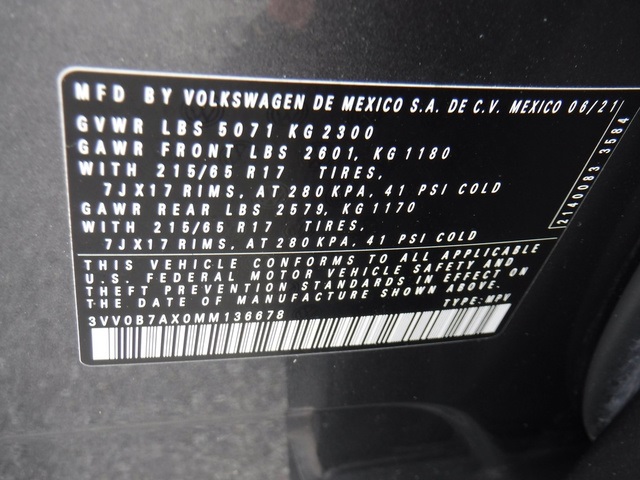 MFD BY VOLKSWAGEN DE MEXICO S.A. DE C.V. MEXICO 06/21
GVWR LBS 5071 KG 2300
GAWR FRONT LBS 2601, KG 1180
WITH 215/65 R17 TIRES,
7JX17 RIMS, AT 280 KPA, 41 PSI COLD
GAWR REAR LBS 2579, KG 1170
WITH 215/65 R17 TIRES,
7JX17 RIMS, AT 280 KPA, 41 PSI COLD
21A0083 3584
THIS VEHICLE CONFORMS TO ALL APPLICABLE
U.S. FEDERAL MOTOR VEHICLE SAFETY AND
THEFT PREVENTION STANDARDS IN EFFECT ON
THE DATE OF MANUFACTURE SHOWN ABOVE.
3VV0B7AX0MM136678 TYPE: MPV